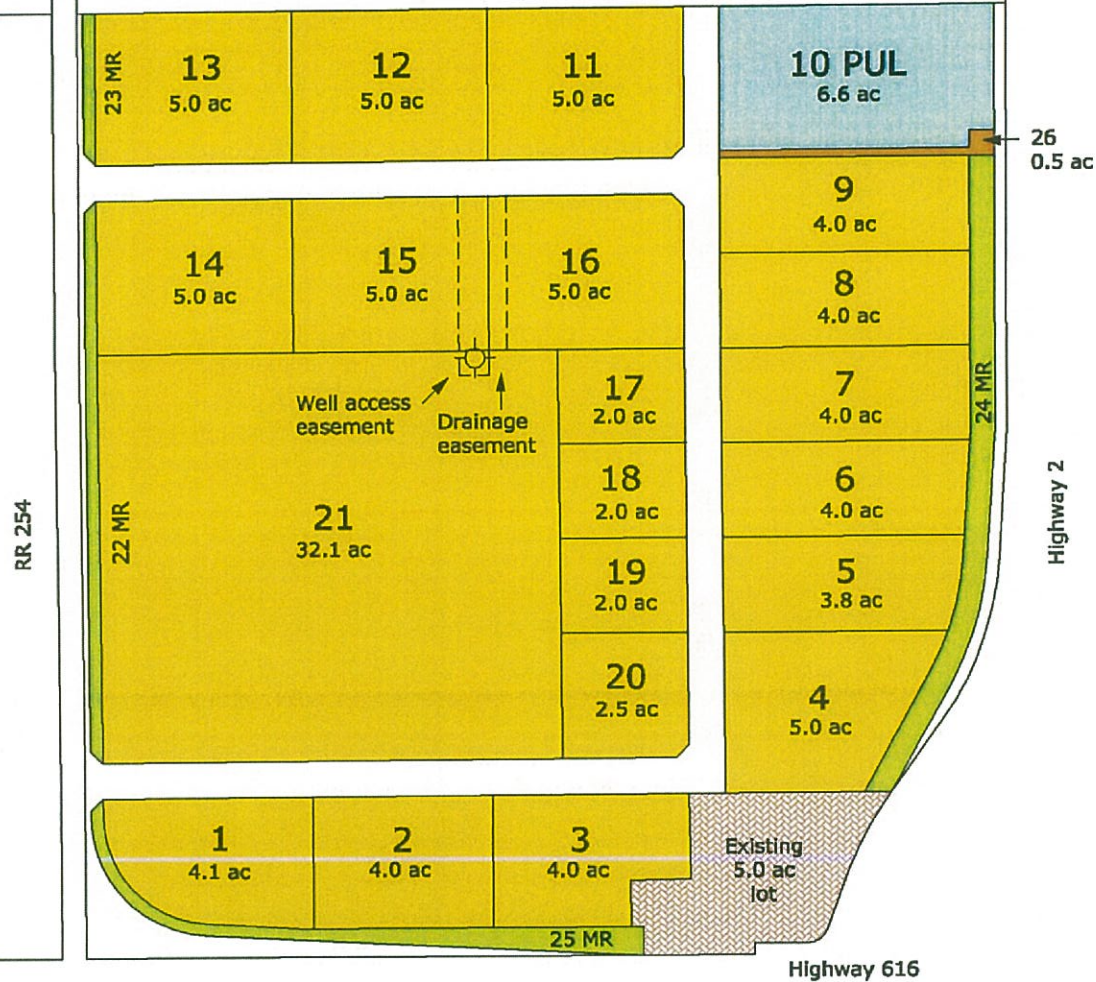 23 MR
13
5.0 ac
12
5.0 ac
11
5.0 ac
10 PUL
6.6 ac
26
0.5 ac
9
4.0 ac
14
5.0 ac
15
5.0 ac
16
5.0 ac
8
4.0 ac
Well access
easement
Drainage
easement
17
2.0 ac
7
4.0 ac
24 MR
18
2.0 ac
6
4.0 ac
RR 254
22 MR
21
32.1 ac
Highway 2
19
2.0 ac
5
3.8 ac
20
2.5 ac
4
5.0 ac
1
4.1 ac
2
4.0 ac
3
4.0 ac
Existing
5.0 ac
lot
25 MR
Highway 616